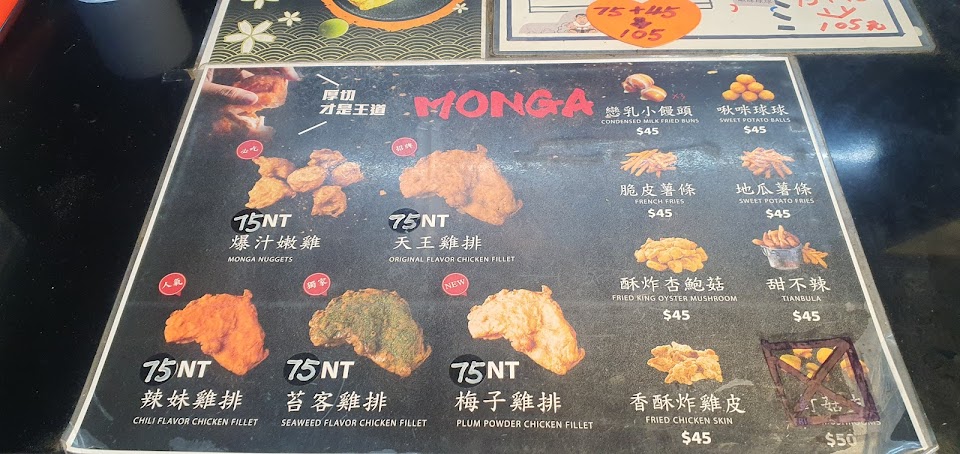 75+45
105
105元
厚切
才是王道
MONGA
必吃
爆汁嫩雞
75NT
MONGA NUGGETS
招牌
75NT
天王雞排
ORIGINAL FLAVOR CHICKEN FILLET
人氣
75NT
辣妹雞排
CHILI FLAVOR CHICKEN FILLET
獨家
75NT
苔客雞排
SEAWEED FLAVOR CHICKEN FILLET
NEW
75NT
梅子雞排
PLUM POWDER CHICKEN FILLET
戀乳小饅頭
CONDENSED MILK FRIED BUNS
$45
啾咪球球
SWEET POTATO BALLS
$45
脆皮薯條
FRENCH FRIES
$45
地瓜薯條
SWEET POTATO FRIES
$45
酥炸杏鮑菇
FRIED KING OYSTER MUSHROOM
$45
甜不辣
TIANBULA
$45
香酥炸雞皮
FRIED CHICKEN SKIN
$45
$50